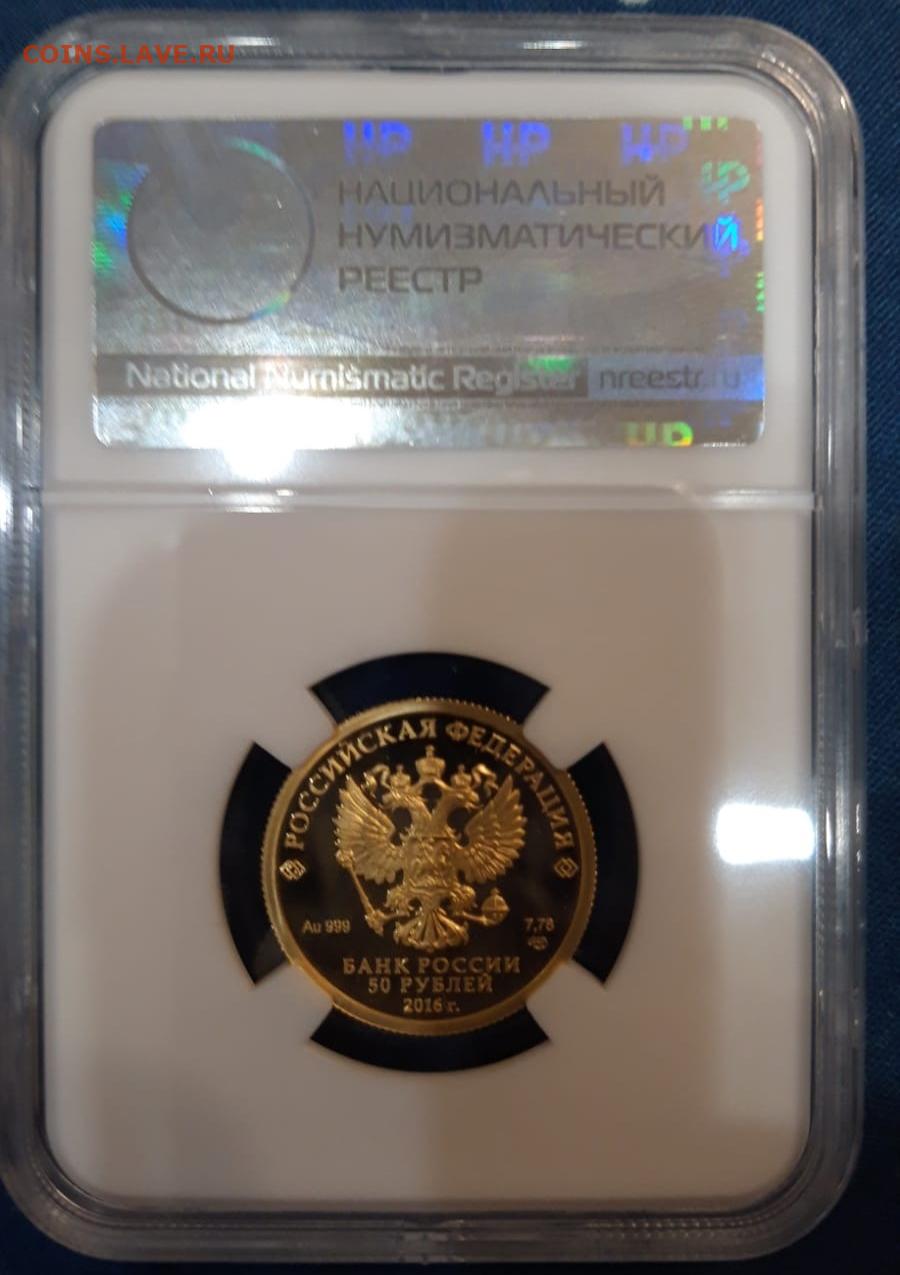 COINS.LAVE.RU
НР НР НР
НАЦИОНАЛЬНЫЙ
НУМИЗМАТИЧЕСКИЙ
РЕЕСТР
National Numismatic Register nreestr.ru
НР
РОССИЙСКАЯ ФЕДЕРАЦИЯ
Au 999 7,78
БАНК РОССИИ
50 РУБЛЕЙ
2016 г.